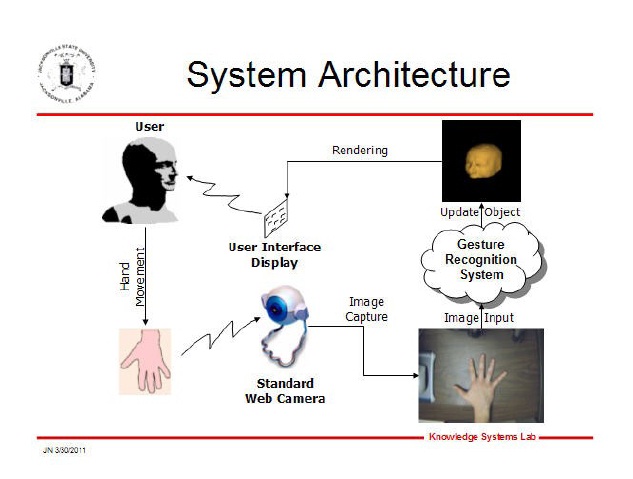 JACKSONVILLE STATE UNIVERSITY
JACKSONVILLE, ALABAMA
System Architecture
User
Rendering
Update Object
User Interface
Display
Gesture
Recognition
System
Hand
Movement
Image
Capture
Image Input
Standard
Web Camera
Knowledge Systems Lab
JN 3/30/2011